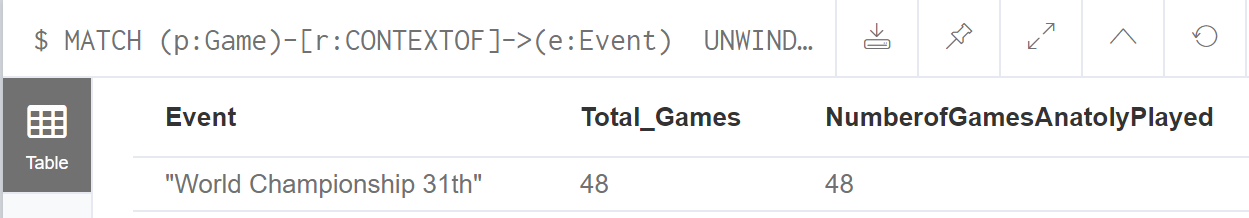 $ MATCH (p:Game)-[r:CONTEXTOF]->(e:Event)  UNWIND…
Table
Event Total_Games NumberofGamesAnatolyPlayed
"World Championship 31th" 48 48